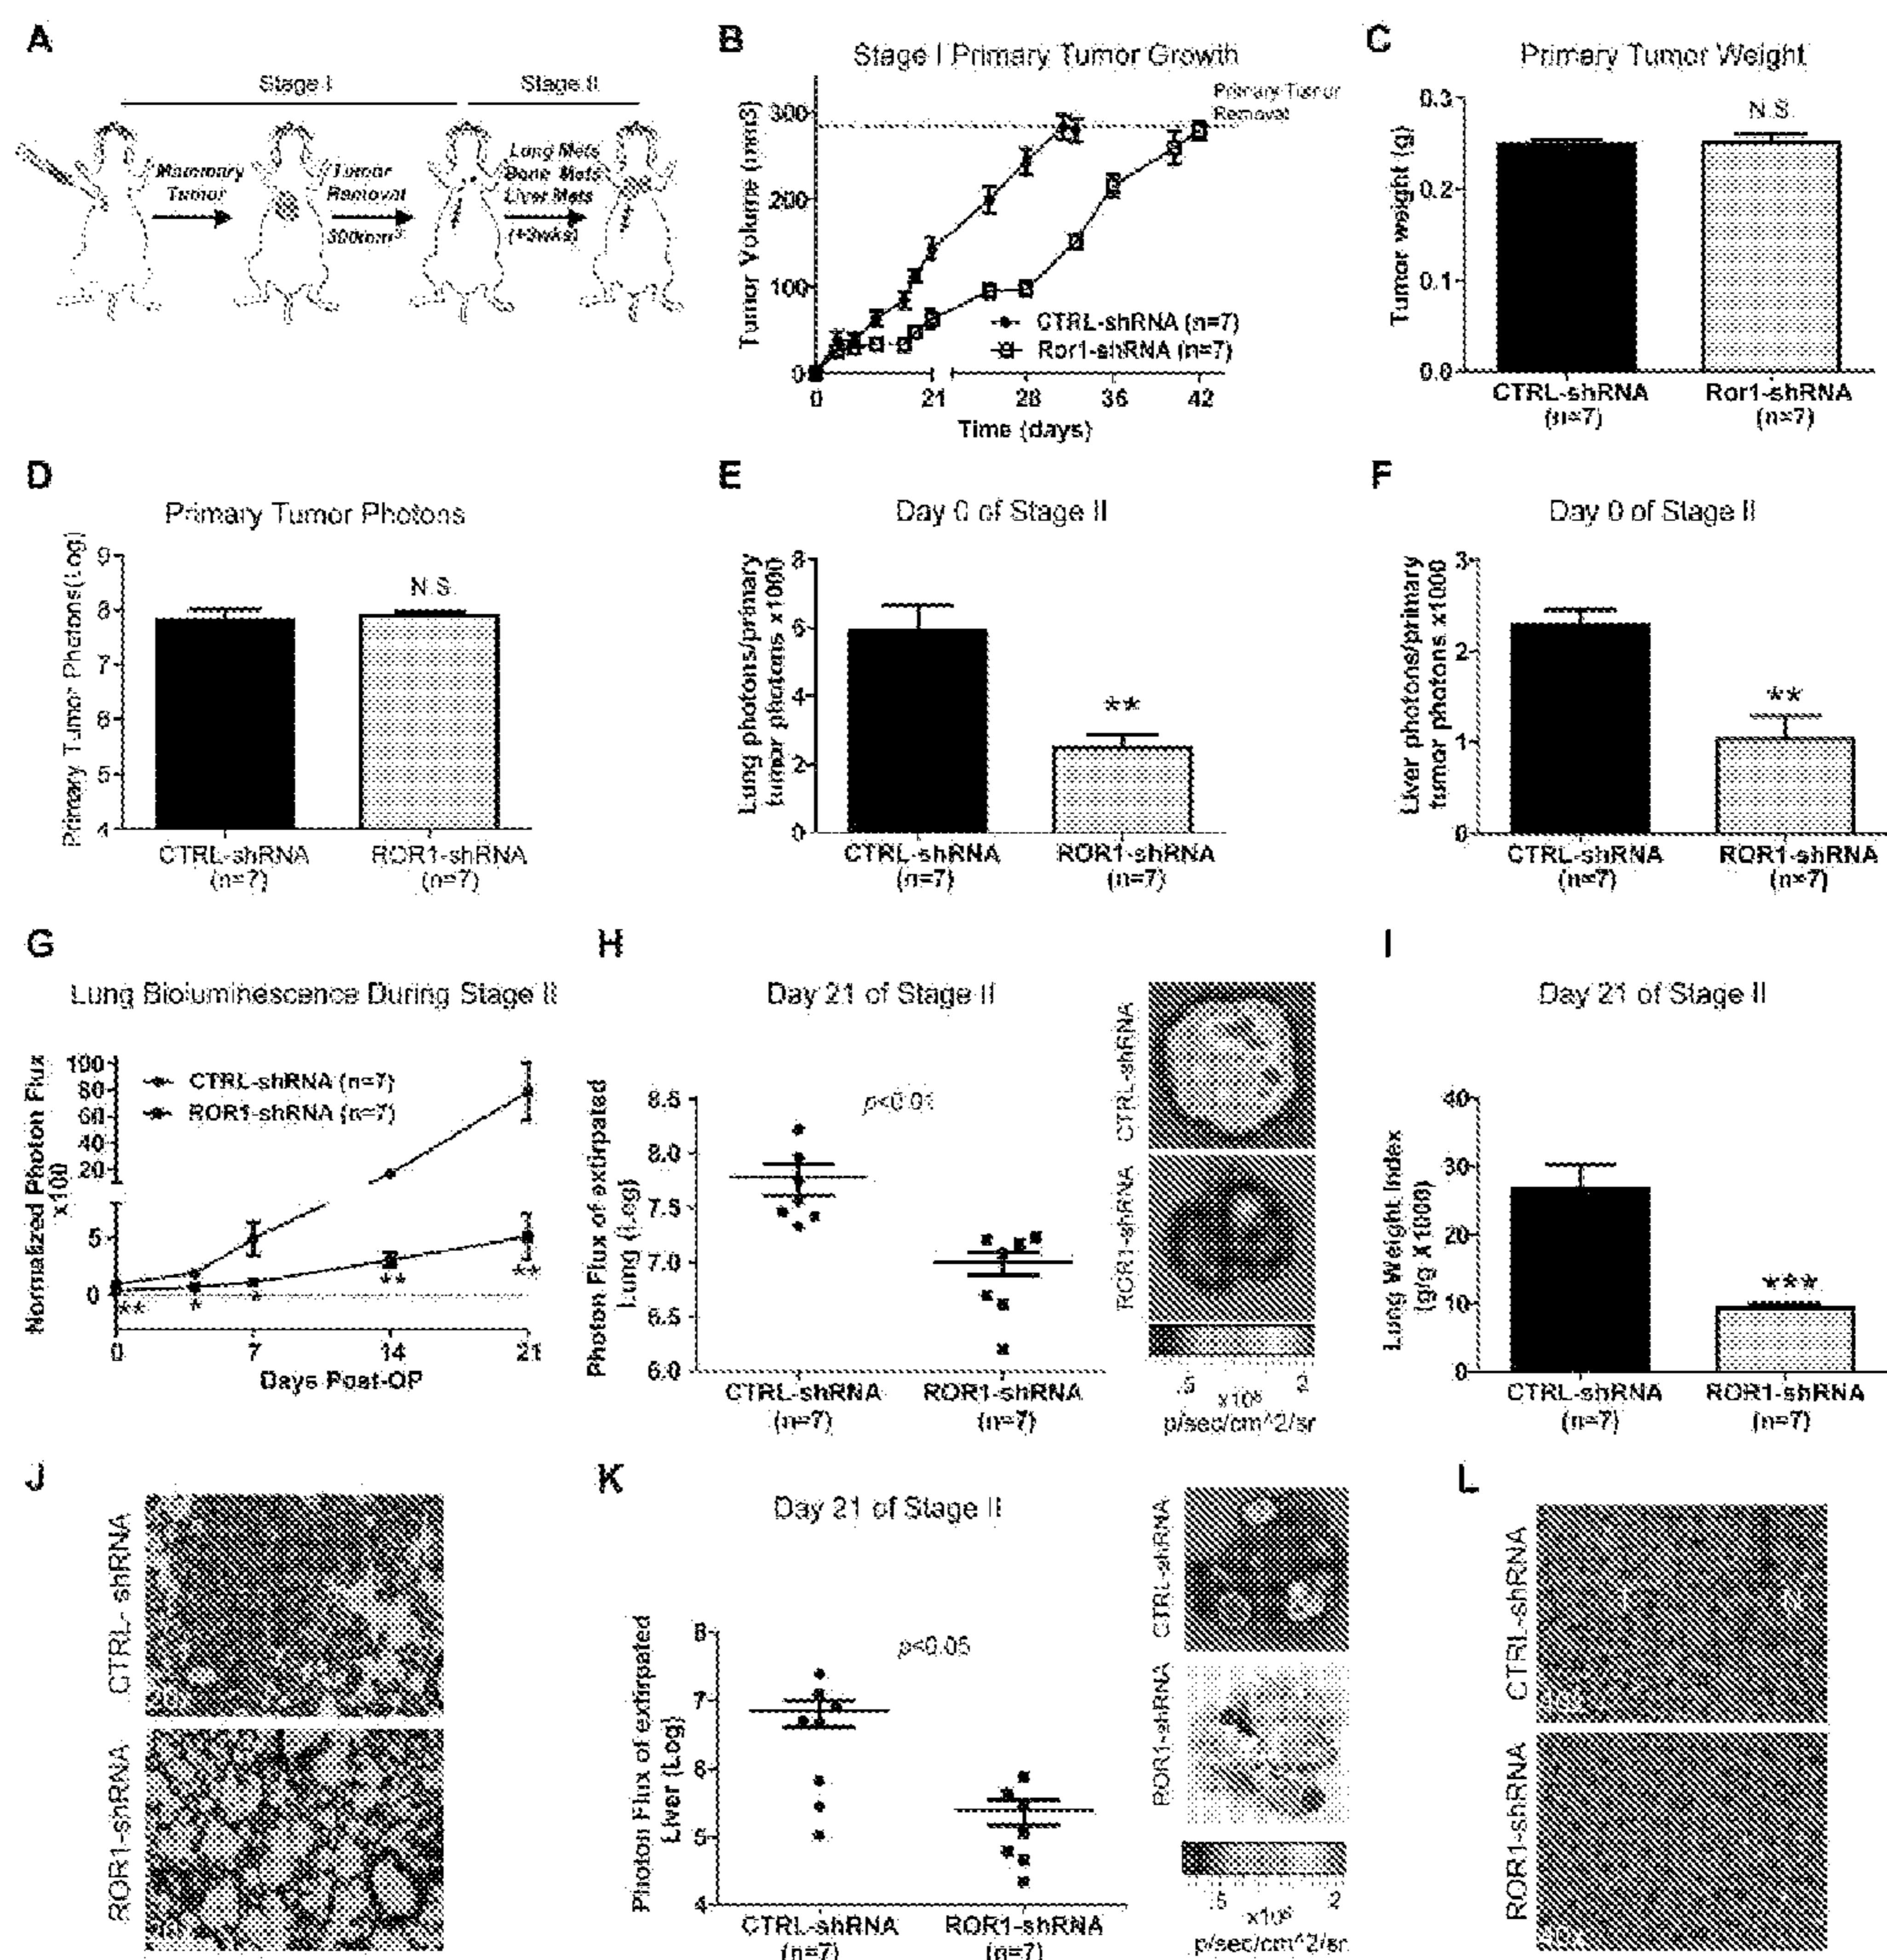 A
Stage I
Stage II
Mammary
Tumor
Tumor
Removal
300mm³
Lung Mets
Bone Mets
Liver Mets
(+3wks)
B
Stage I Primary Tumor Growth
Primary Tumor
Removal
Tumor Volume (mm3)
300
200
100
0
CTRL-shRNA (n=7)
Ror1-shRNA (n=7)
0 21 28 36 42
Time (days)
C
Primary Tumor Weight
N.S.
Tumor weight (g)
0.3
0.2
0.1
0.0
CTRL-shRNA
(n=7)
Ror1-shRNA
(n=7)
D
Primary Tumor Photons
Primary Tumor Photons(Log)
N.S.
9
8
7
6
5
4
CTRL-shRNA
(n=7)
ROR1-shRNA
(n=7)
E
Day 0 of Stage II
Lung photons/primary
tumor photons x1000
8
6
4
2
0
**
CTRL-shRNA
(n=7)
ROR1-shRNA
(n=7)
F
Day 0 of Stage II
Liver photons/primary
tumor photons x1000
3
2
1
0
**
CTRL-shRNA
(n=7)
ROR1-shRNA
(n=7)
G
Lung Bioluminescence During Stage II
Normalized Photon Flux
x100
100
80
60
40
20
5
0
CTRL-shRNA (n=7)
ROR1-shRNA (n=7)
** * * ** **
0 7 14 21
Days Post-OP
H
Day 21 of Stage II
Photon Flux of extirpated
Lung (Log)
8.5
8.0
7.5
7.0
6.5
6.0
p<0.01
CTRL-shRNA
(n=7)
ROR1-shRNA
(n=7)
CTRL-shRNA
ROR1-shRNA
.5 2
p/sec/cm^2/sr
I
Day 21 of Stage II
Lung Weight Index
(g/g X1000)
40
30
20
10
0
***
CTRL-shRNA
(n=7)
ROR1-shRNA
(n=7)
J
CTRL- shRNA
ROR1-shRNA
K
Day 21 of Stage II
Photon Flux of extirpated
Liver (Log)
8
7
6
5
4
p<0.05
CTRL-shRNA
(n=7)
ROR1-shRNA
(n=7)
CTRL-shRNA
ROR1-shRNA
.5 2
p/sec/cm^2/sr
L
CTRL-shRNA
T N
ROR1-shRNA